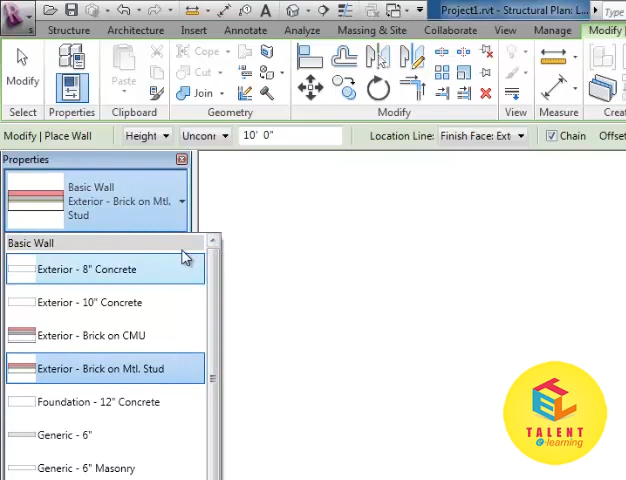 Project1.rvt - Structural Plan: L...
Type
Structure Architecture Insert Annotate Analyze Massing & Site Collaborate View Manage Modify |
Modify
Paste
Cope
Cut
Join
Select Properties Clipboard Geometry Modify View Measure Crea
Modify | Place Wall Height Uncon 10' 0" Location Line: Finish Face: Ext Chain Offset
Properties
Basic Wall
Exterior - Brick on Mtl.
Stud
Basic Wall
Exterior - 8" Concrete
Exterior - 10" Concrete
Exterior - Brick on CMU
Exterior - Brick on Mtl. Stud
Foundation - 12" Concrete
Generic - 6"
Generic - 6" Masonry
TEL
TALENT
e-learning